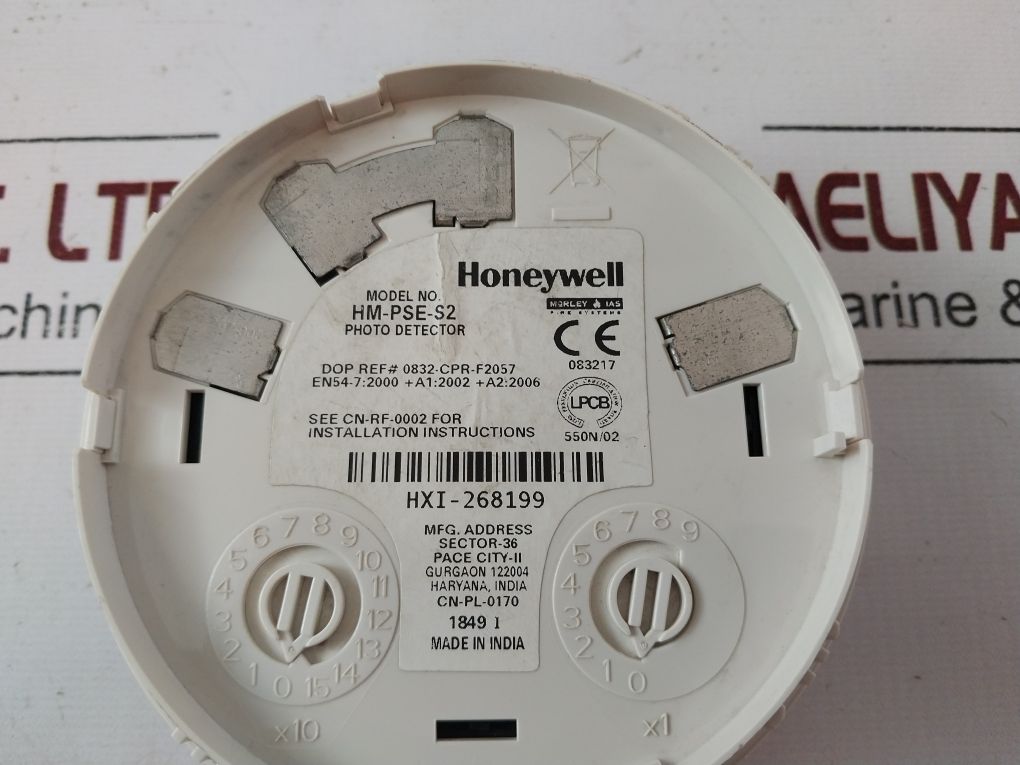 C LTD
MELIYA
chin
arine &
Honeywell
MORLEY IAS
FIRE SYSTEMS
MODEL NO.
HM-PSE-S2
PHOTO DETECTOR
CE
083217
DOP REF# 0832-CPR-F2057
EN54-7:2000 +A1:2002 +A2:2006
LPCB
550N/02
SEE CN-RF-0002 FOR
INSTALLATION INSTRUCTIONS
HXI-268199
MFG. ADDRESS
SECTOR-36
PACE CITY-II
GURGAON 122004
HARYANA, INDIA
CN-PL-0170
1849 I
MADE IN INDIA
0 1 2 3 4 5 6 7 8 9 10 11 12 13 14 15
x10
0 1 2 3 4 5 6 7 8 9
x1